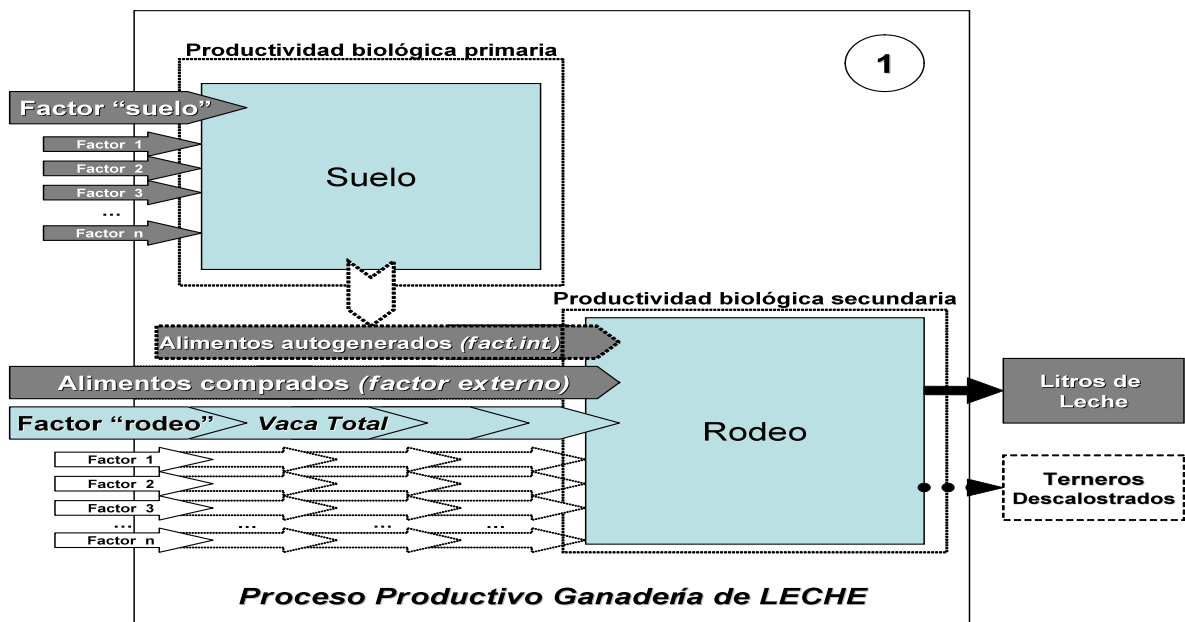 Productividad biológica primaria
1
Factor “suelo”
Factor 1
Factor 2
Factor 3
...
Factor n
Suelo
Productividad biológica secundaria
Alimentos autogenerados (fact.int)
Alimentos comprados (factor externo)
Factor “rodeo” Vaca Total
Factor 1
Factor 2
Factor 3
... ... ... ...
Factor n
Rodeo
Litros de
Leche
Terneros
Descalostrados
Proceso Productivo Ganadería de LECHE